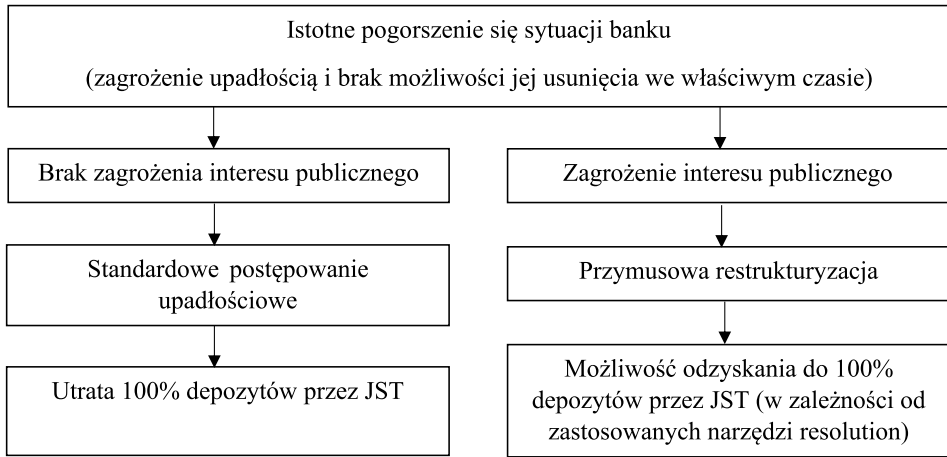 Istotne pogorszenie się sytuacji banku
(zagrożenie upadłością i brak możliwości jej usunięcia we właściwym czasie)
Brak zagrożenia interesu publicznego
Zagrożenie interesu publicznego
Standardowe postępowanie
upadłościowe
Przymusowa restrukturyzacja
Utrata 100% depozytów przez JST
Możliwość odzyskania do 100%
depozytów przez JST (w zależności od
zastosowanych narzędzi resolution)